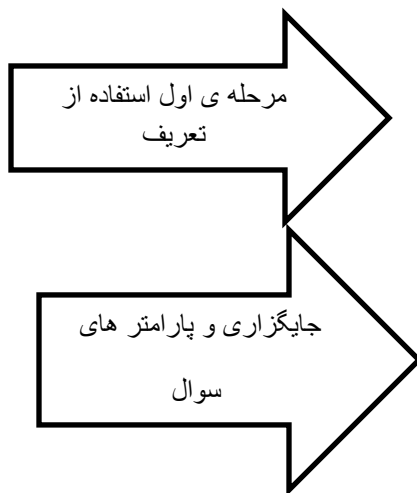 مرحله ی اول استفاده از
تعریف
جایگزاری و پارامتر های
سوال